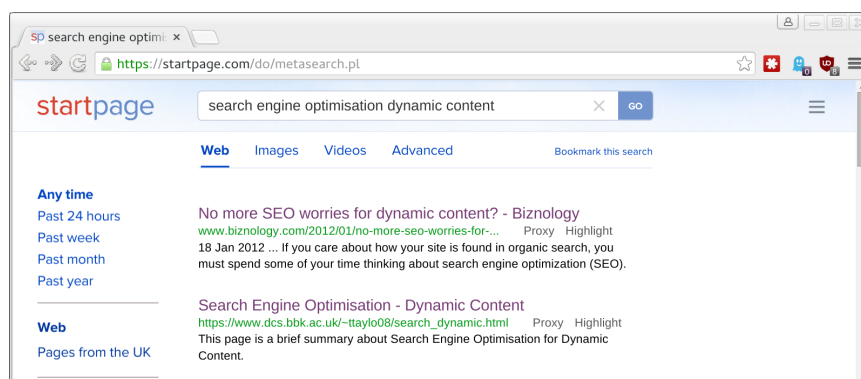 sp search engine optimi
https://startpage.com/do/metasearch.pl
0
8
startpage
search engine optimisation dynamic content
GO
Web Images Videos Advanced Bookmark this search
Any time
Past 24 hours
Past week
Past month
Past year
Web
Pages from the UK
No more SEO worries for dynamic content? - Biznology
www.biznology.com/2012/01/no-more-seo-worries-for-... Proxy Highlight
18 Jan 2012 ... If you care about how your site is found in organic search, you
must spend some of your time thinking about search engine optimization (SEO).
Search Engine Optimisation - Dynamic Content
https://www.dcs.bbk.ac.uk/~ttaylo08/search_dynamic.html Proxy Highlight
This page is a brief summary about Search Engine Optimisation for Dynamic
Content.